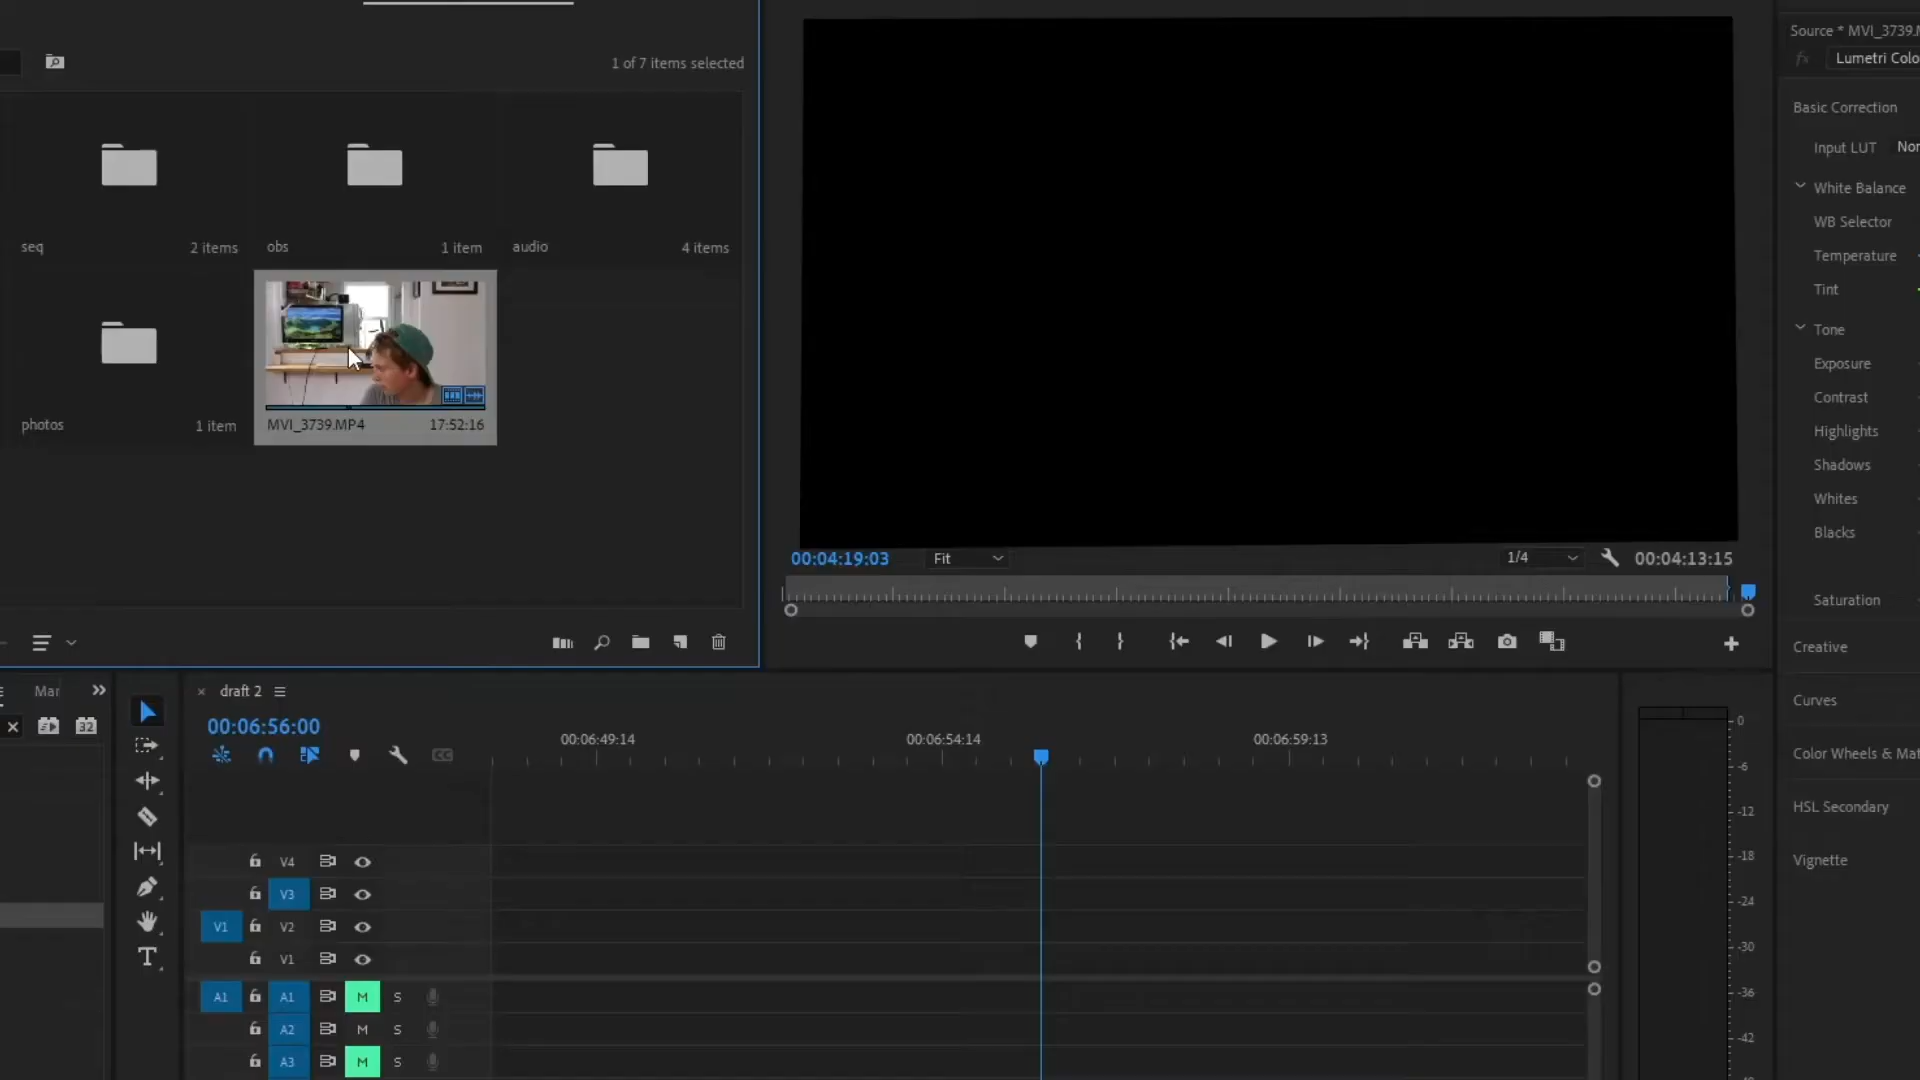 1 of 7 items selected
seq 2 items
obs 1 item
audio 4 items
photos 1 item
MVI_3739.MP4 17:52:16
00:04:19:03 Fit 1/4 00:04:13:15
Source * MVI_3739.M
fx Lumetri Colo
Basic Correction
Input LUT Non
White Balance
WB Selector
Temperature
Tint
Tone
Exposure
Contrast
Highlights
Shadows
Whites
Blacks
Saturation
Creative
Curves
Color Wheels & Mat
HSL Secondary
Vignette
Mar
32
× draft 2
00:06:56:00
CC
00:06:49:14 00:06:54:14 00:06:59:13
V4
V3
V1 V2
V1
A1 A1 M S
A2 M S
A3 M S
T
0
-6
-12
-18
-24
-30
-36
-42